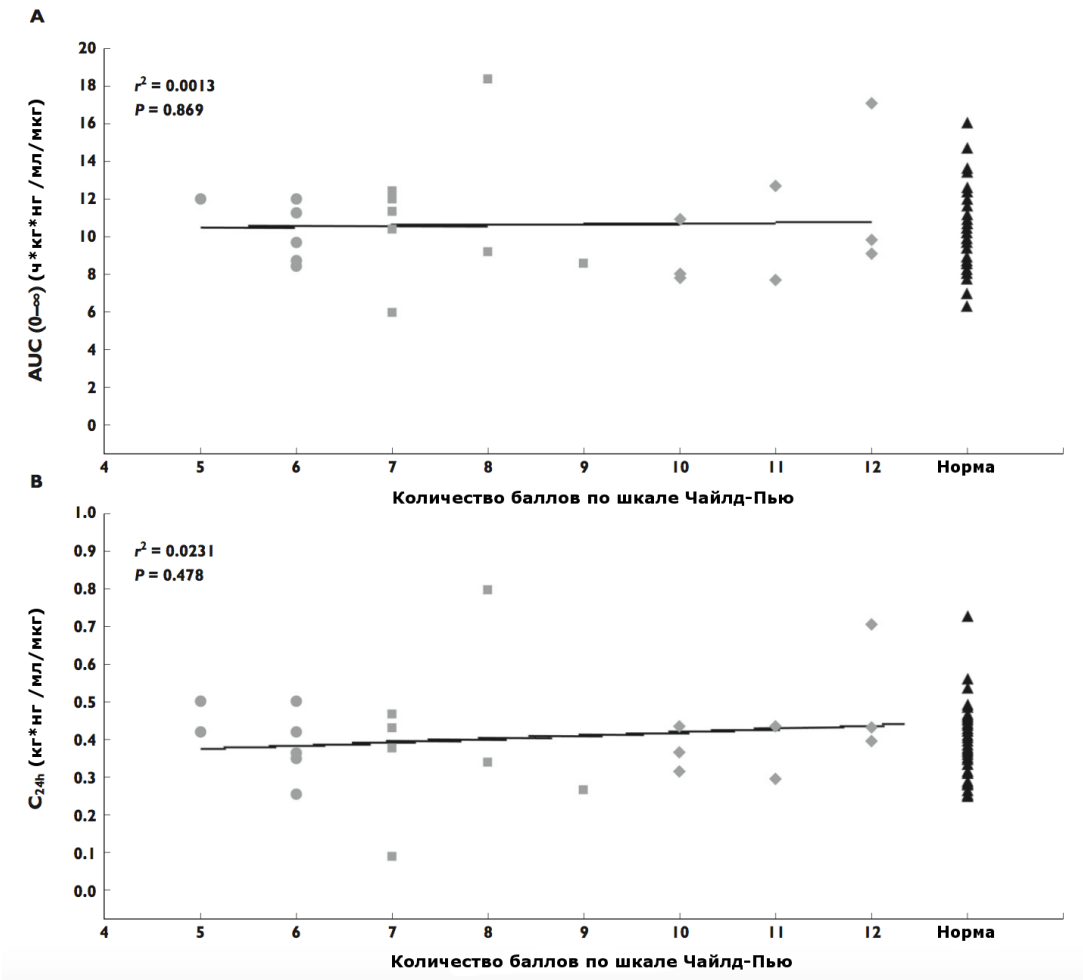 A
AUC (0–∞) (ч*кг*нг /мл/мкг)
20
18
16
14
12
10
8
6
4
2
0
r² = 0.0013
P = 0.869
4 5 6 7 8 9 10 11 12 Норма
Количество баллов по шкале Чайлд-Пью
B
C24h (кг*нг /мл/мкг)
1.0
0.9
0.8
0.7
0.6
0.5
0.4
0.3
0.2
0.1
0.0
r² = 0.0231
P = 0.478
4 5 6 7 8 9 10 11 12 Норма
Количество баллов по шкале Чайлд-Пью